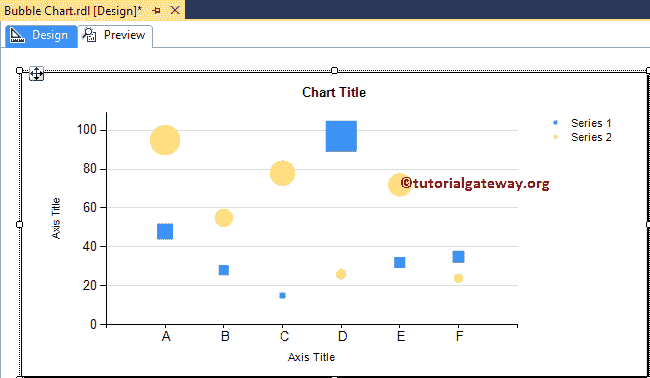 Bubble Chart.rdl [Design]*
Design Preview
Chart Title
Series 1
Series 2
100
80
60
40
20
0
Axis Title
©tutorialgateway.org
A B C D E F
Axis Title